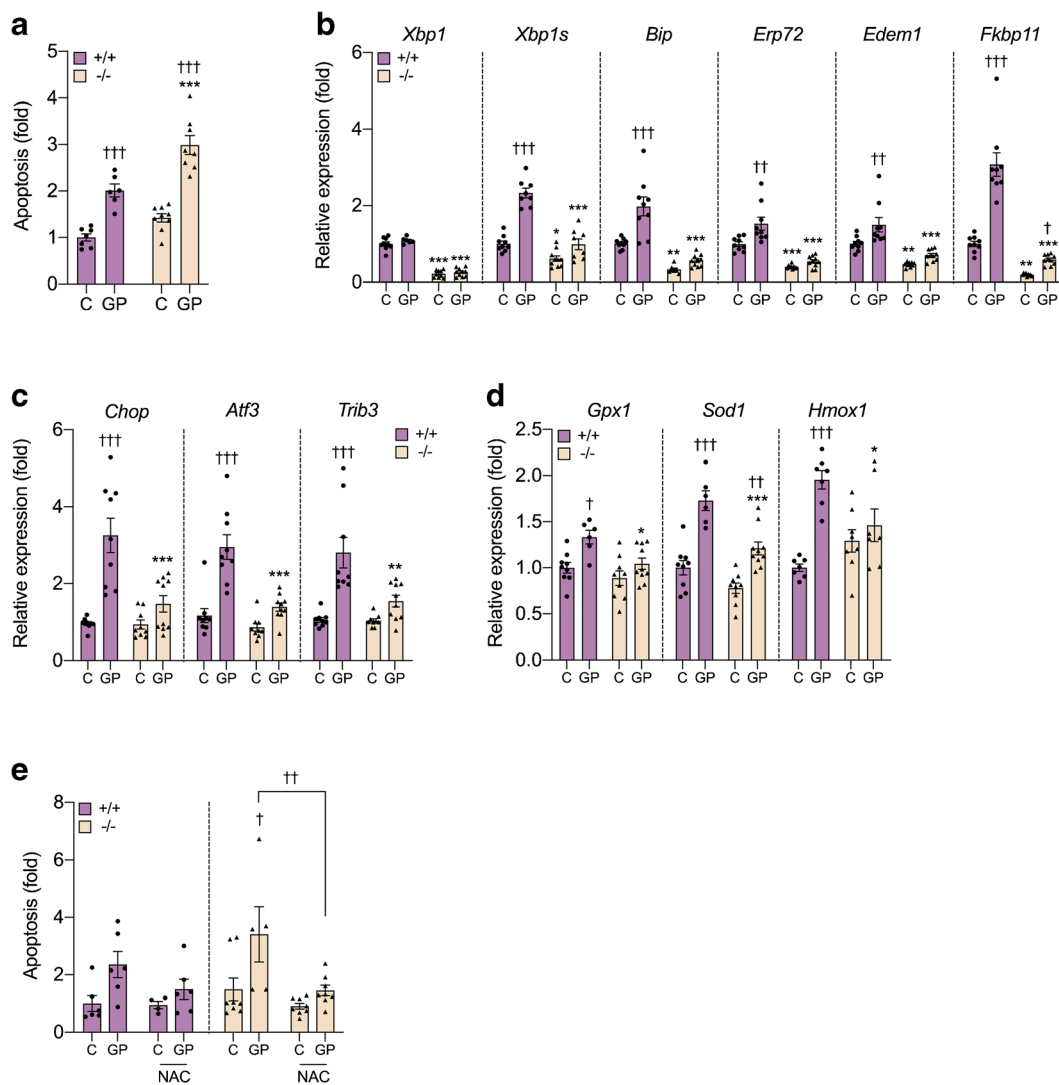 a
+/+
-/-
†††
†††
***
Apoptosis (fold)
5
4
3
2
1
0
C GP C GP
b
+/+
-/-
Xbp1 Xbp1s Bip Erp72 Edem1 Fkbp11
Relative expression (fold)
6
4
2
0
*** ***
††† * ***
††† ** ***
†† *** ***
†† ** ***
††† ** † ***
C GP C GP C GP C GP C GP C GP C GP C GP C GP C GP C GP C GP
c
Chop Atf3 Trib3
+/+
-/-
Relative expression (fold)
6
4
2
0
††† ***
††† ***
††† **
C GP C GP C GP C GP C GP C GP
d
Gpx1 Sod1 Hmox1
+/+
-/-
Relative expression (fold)
2.5
2.0
1.5
1.0
0.5
0.0
† *
††† †† ***
††† *
C GP C GP C GP C GP C GP C GP
e
+/+
-/-
††
†
Apoptosis (fold)
8
6
4
2
0
C GP C GP C GP C GP
NAC NAC